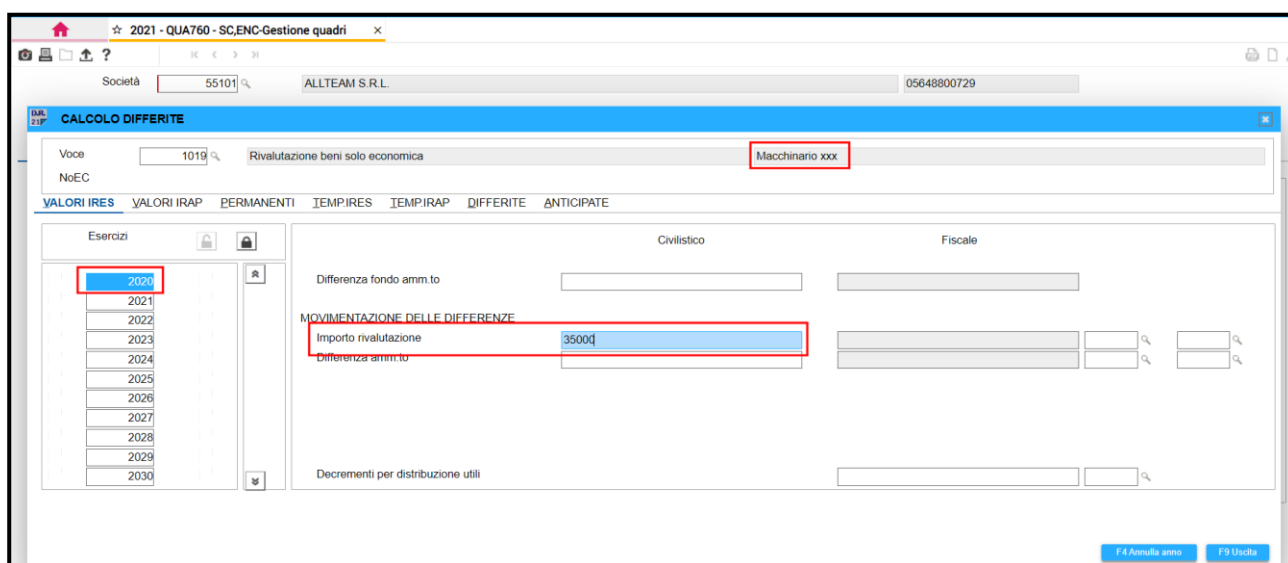 ☆ 2021 - QUA760 - SC,ENC-Gestione quadri ×
?
Società 55101 ALLTEAM S.R.L. 05648800729
CALCOLO DIFFERITE
Voce 1019 Rivalutazione beni solo economica Macchinario xxx
NoEC
VALORI IRES VALORI IRAP PERMANENTI TEMP.IRES TEMP.IRAP DIFFERITE ANTICIPATE
Esercizi Civilistico Fiscale
2020 Differenza fondo amm.to
2021
2022 MOVIMENTAZIONE DELLE DIFFERENZE
2023 Importo rivalutazione 35000
2024 Differenza amm.to
2025
2026
2027
2028
2029
2030 Decrementi per distribuzione utili
F4 Annulla anno F9 Uscita